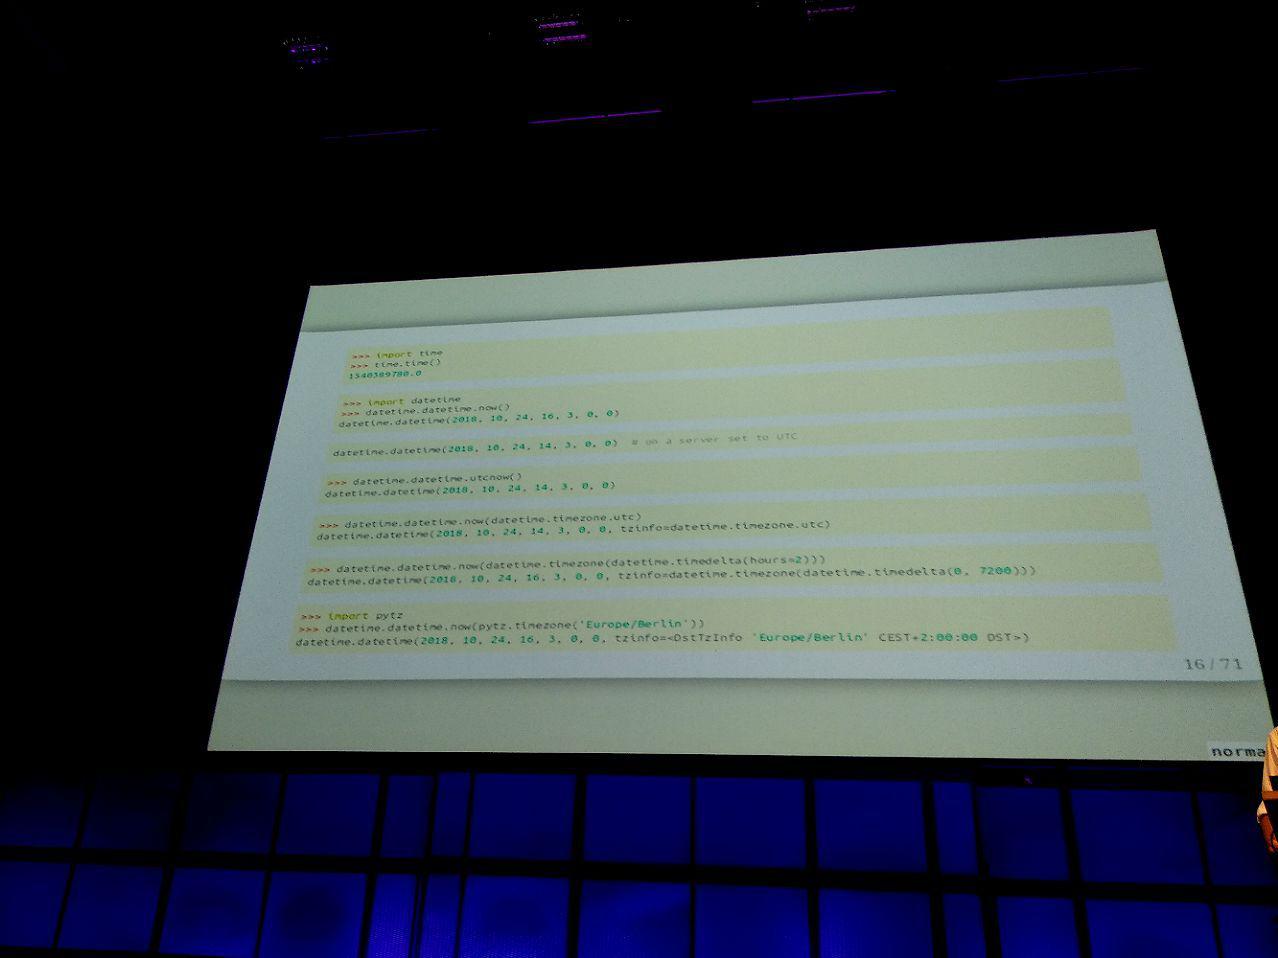 >>> import time
>>> time.time()
1540389780.0
>>> import datetime
>>> datetime.datetime.now()
datetime.datetime(2018, 10, 24, 16, 3, 0, 0)
datetime.datetime(2018, 10, 24, 14, 3, 0, 0)  # on a server set to UTC
>>> datetime.datetime.utcnow()
datetime.datetime(2018, 10, 24, 14, 3, 0, 0)
>>> datetime.datetime.now(datetime.timezone.utc)
datetime.datetime(2018, 10, 24, 14, 3, 0, 0, tzinfo=datetime.timezone.utc)
>>> datetime.datetime.now(datetime.timezone(datetime.timedelta(hours=2)))
datetime.datetime(2018, 10, 24, 16, 3, 0, 0, tzinfo=datetime.timezone(datetime.timedelta(0, 7200)))
>>> import pytz
>>> datetime.datetime.now(pytz.timezone('Europe/Berlin'))
datetime.datetime(2018, 10, 24, 16, 3, 0, 0, tzinfo=<DstTzInfo 'Europe/Berlin' CEST+2:00:00 DST>)
16/71
norma